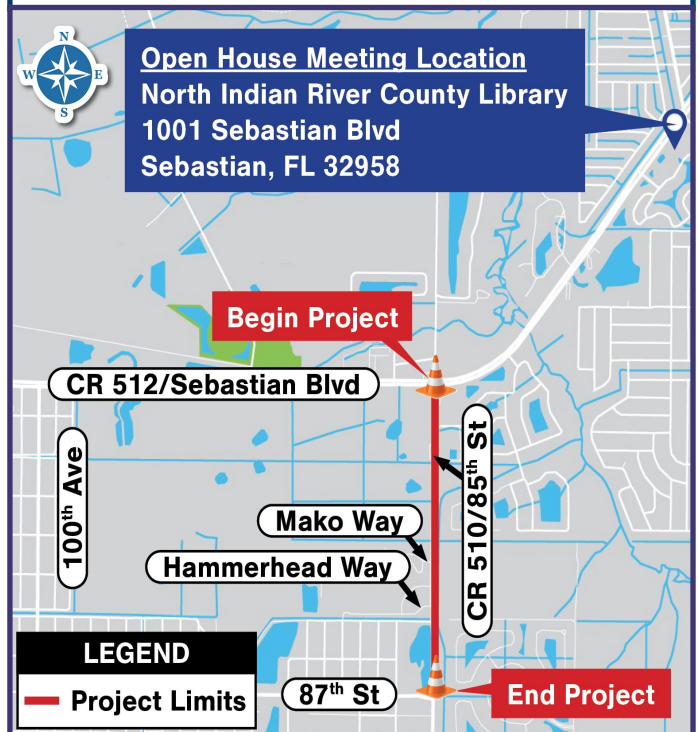 N
W E
S
Open House Meeting Location
North Indian River County Library
1001 Sebastian Blvd
Sebastian, FL 32958
Begin Project
CR 512/Sebastian Blvd
100th Ave
CR 510/85th St
Mako Way
Hammerhead Way
LEGEND
Project Limits
87th St
End Project